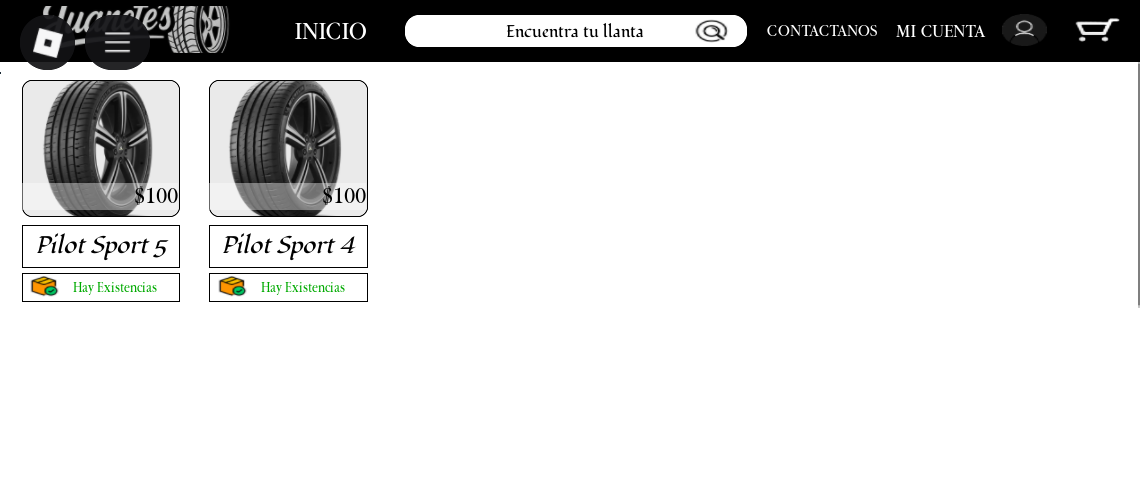 Juanetes
INICIO
Encuentra tu llanta
CONTACTANOS
MI CUENTA
$100
$100
Pilot Sport 5
Pilot Sport 4
Hay Existencias
Hay Existencias